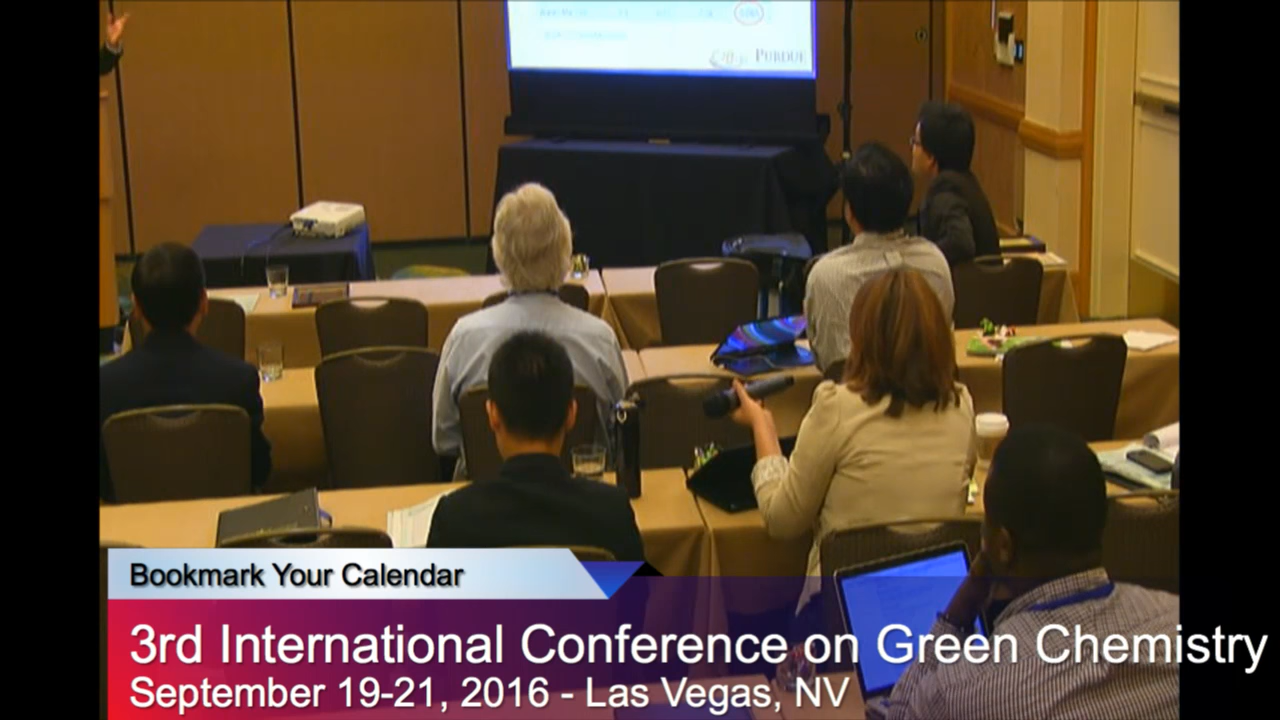 PURDUE
Bookmark Your Calendar
3rd International Conference on Green Chemistry
September 19-21, 2016 - Las Vegas, NV